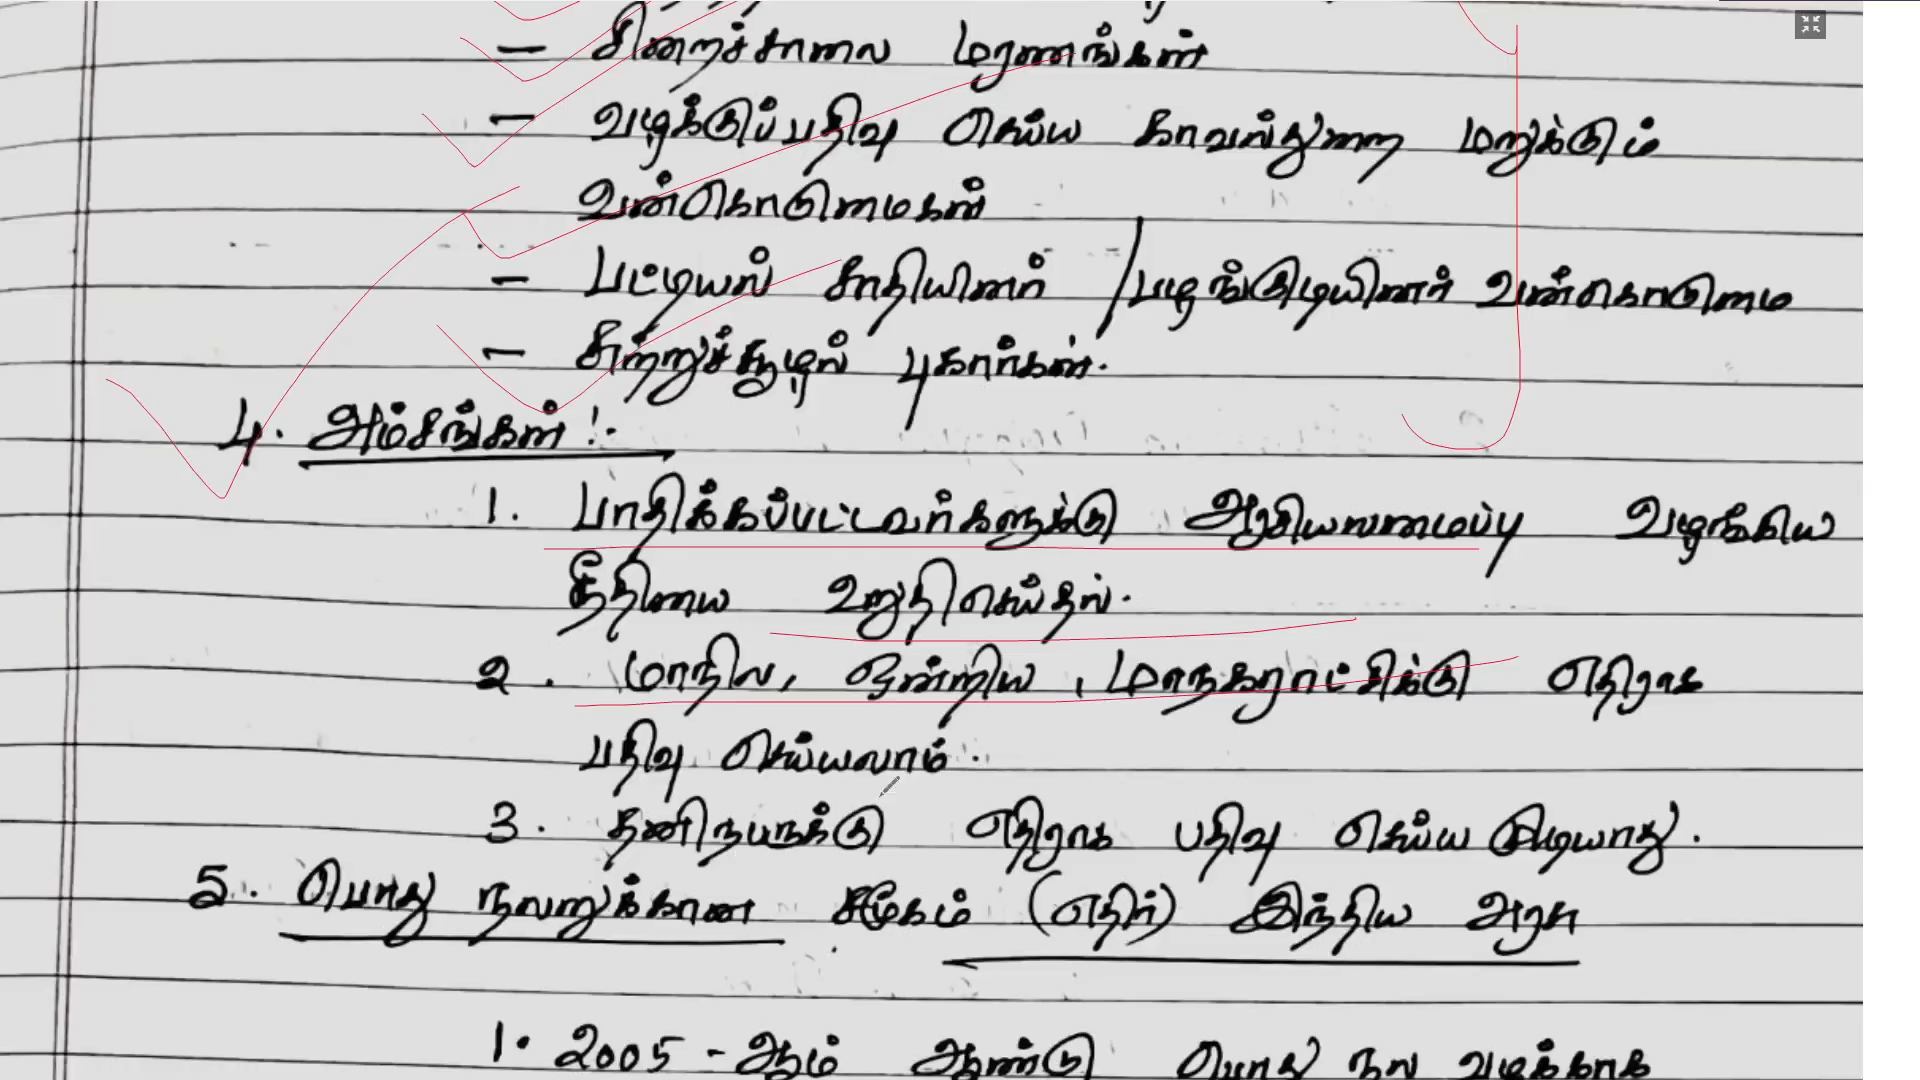 - சிறைச்சாலை மரணங்கள்
- வழக்குப்பதிவு செய்ய காவல்துறை மறுக்கும்
வன்கொடுமைகள்
- பட்டியல் சாதியினர் / பழங்குடியினர் வன்கொடுமை
- சுற்றுச்சூழல் புகார்கள்.
4. அம்சங்கள் :-
1. பாதிக்கப்பட்டவர்களுக்கு அரசியலமைப்பு வழங்கிய
நீதியை உறுதிசெய்தல்.
2. மாநில, ஒன்றிய, மாநகராட்சிக்கு எதிராக
பதிவு செய்யலாம்.
3. தனிநபருக்கு எதிராக பதிவு செய்ய முடியாது.
5. பொது நலனுக்கான சமூகம் (எதிர்) இந்திய அரசு
1. 2005 - ஆம் ஆண்டு பொது நல வழக்காக